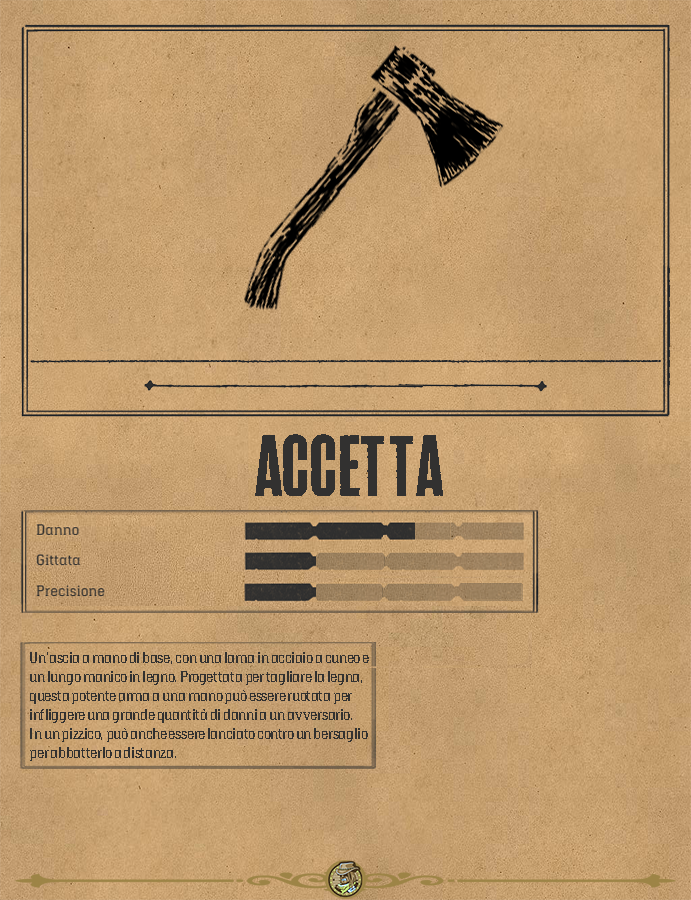 ACCETTA
Danno
Gittata
Precisione
Un'ascia a mano di base, con una lama in acciaio a cuneo e
un lungo manico in legno. Progettata per tagliare la legna,
questa potente arma a una mano può essere ruotata per
infliggere una grande quantità di danni a un avversario.
In un pizzico, può anche essere lanciato contro un bersaglio
per abbatterlo a distanza.